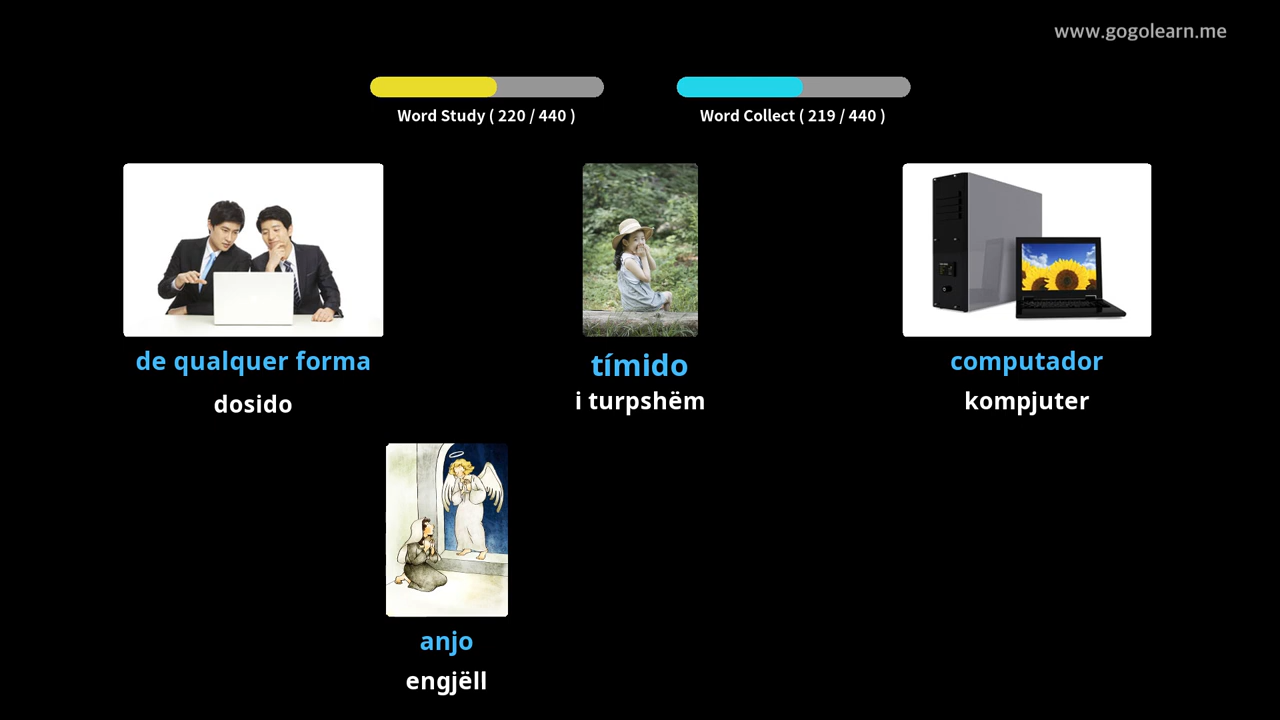 www.gogolearn.me
Word Study ( 220 / 440 )
Word Collect ( 219 / 440 )
de qualquer forma
dosido
tímido
i turpshëm
computador
kompjuter
anjo
engjëll